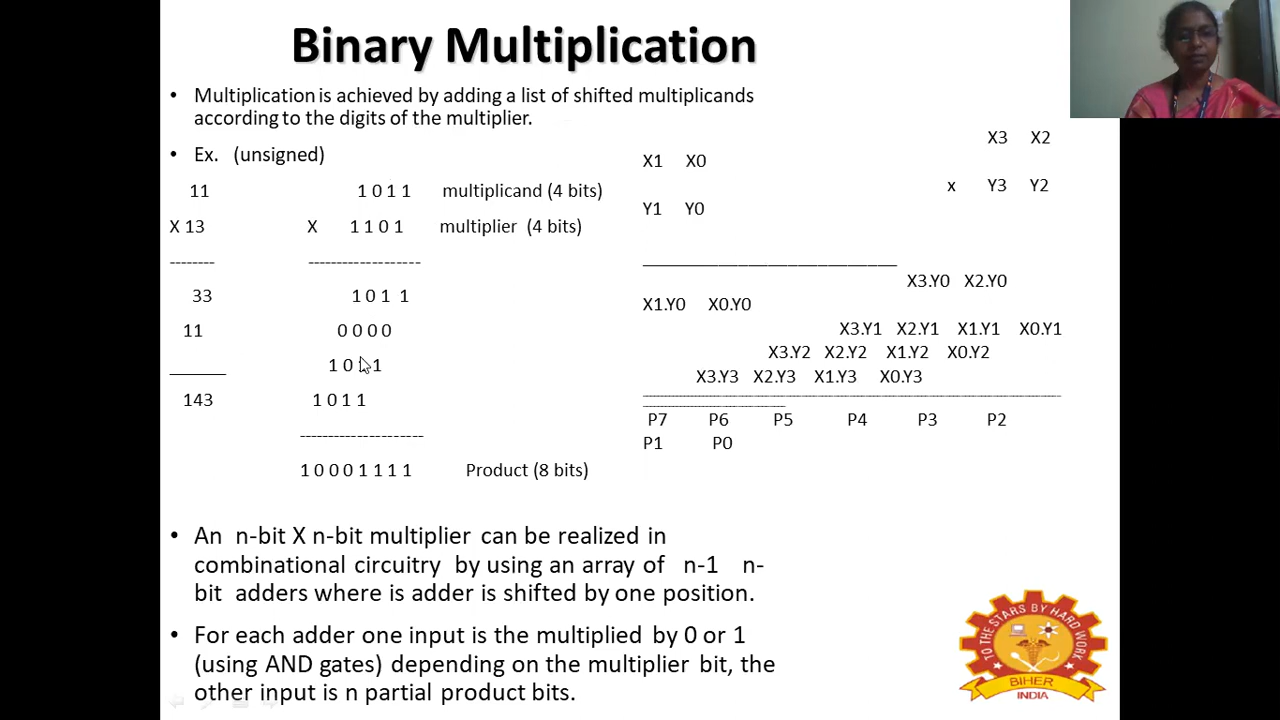 Binary Multiplication
• Multiplication is achieved by adding a list of shifted multiplicands
according to the digits of the multiplier.
• Ex. (unsigned)
11 1 0 1 1 multiplicand (4 bits)
X 13 X 1 1 0 1 multiplier (4 bits)
-------- -------------------
33 1 0 1 1
11 0 0 0 0
1 0 1 1
143 1 0 1 1
---------------------
1 0 0 0 1 1 1 1 Product (8 bits)
X3 X2
X1 X0
x Y3 Y2
Y1 Y0
X3.Y0 X2.Y0
X1.Y0 X0.Y0
X3.Y1 X2.Y1 X1.Y1 X0.Y1
X3.Y2 X2.Y2 X1.Y2 X0.Y2
X3.Y3 X2.Y3 X1.Y3 X0.Y3
P7 P6 P5 P4 P3 P2
P1 P0
• An n-bit X n-bit multiplier can be realized in
combinational circuitry by using an array of n-1 n-
bit adders where is adder is shifted by one position.
• For each adder one input is the multiplied by 0 or 1
(using AND gates) depending on the multiplier bit, the
other input is n partial product bits.
TO THE STARS BY HARD WORK
BIHER
INDIA